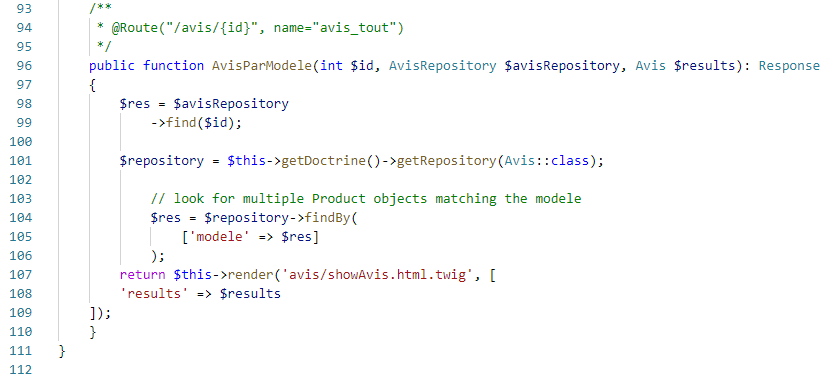 93 /**
94 * @Route("/avis/{id}", name="avis_tout")
95 */
96 public function AvisParModele(int $id, AvisRepository $avisRepository, Avis $results): Response
97 {
98 $res = $avisRepository
99 ->find($id);
100
101 $repository = $this->getDoctrine()->getRepository(Avis::class);
102
103 // look for multiple Product objects matching the modele
104 $res = $repository->findBy(
105 ['modele' => $res]
106 );
107 return $this->render('avis/showAvis.html.twig', [
108 'results' => $results
109 ]);
110 }
111 }
112